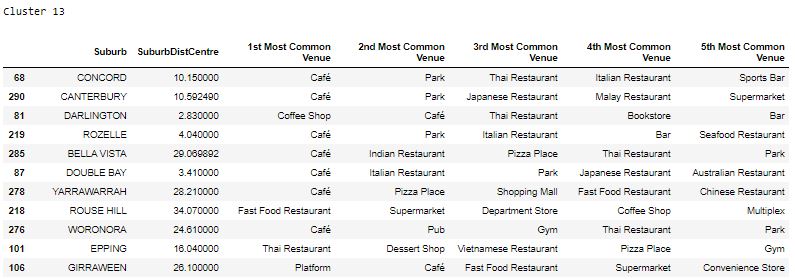 Cluster 13
Suburb SuburbDistCentre 1st Most Common Venue 2nd Most Common Venue 3rd Most Common Venue 4th Most Common Venue 5th Most Common Venue
68 CONCORD 10.150000 Café Park Thai Restaurant Italian Restaurant Sports Bar
290 CANTERBURY 10.592490 Café Park Japanese Restaurant Malay Restaurant Supermarket
81 DARLINGTON 2.830000 Coffee Shop Café Thai Restaurant Bookstore Bar
219 ROZELLE 4.040000 Café Park Italian Restaurant Bar Seafood Restaurant
285 BELLA VISTA 29.069892 Café Indian Restaurant Pizza Place Thai Restaurant Park
87 DOUBLE BAY 3.410000 Café Italian Restaurant Park Japanese Restaurant Australian Restaurant
278 YARRAWARRAH 28.210000 Café Pizza Place Shopping Mall Fast Food Restaurant Chinese Restaurant
218 ROUSE HILL 34.070000 Fast Food Restaurant Supermarket Department Store Coffee Shop Multiplex
276 WORONORA 24.610000 Café Pub Gym Thai Restaurant Park
101 EPPING 16.040000 Thai Restaurant Dessert Shop Vietnamese Restaurant Pizza Place Gym
106 GIRRAWEEN 26.100000 Platform Café Fast Food Restaurant Supermarket Convenience Store